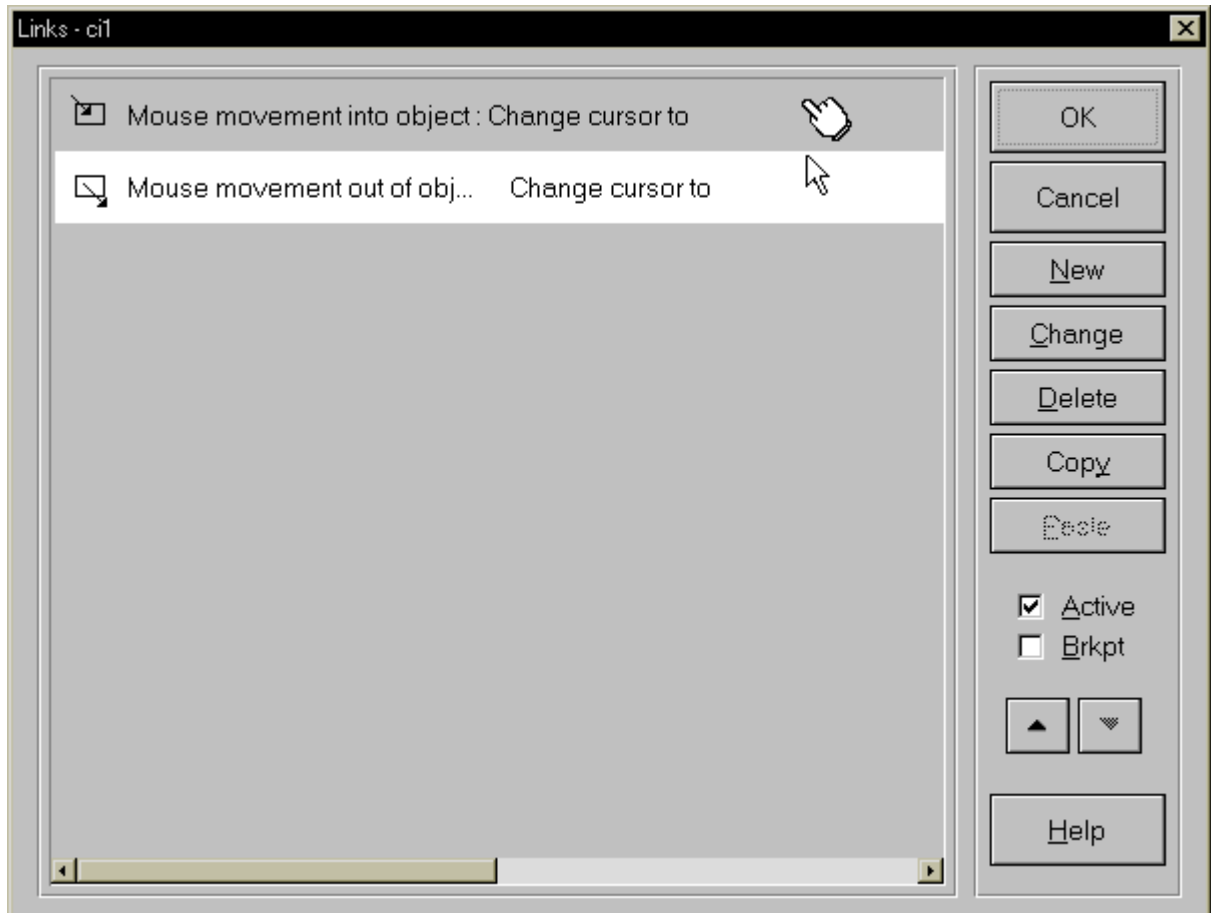 Links - ci1
Mouse movement into object : Change cursor to
Mouse movement out of obj... Change cursor to
OK
Cancel
New
Change
Delete
Copy
Paste
Active
Brkpt
Help